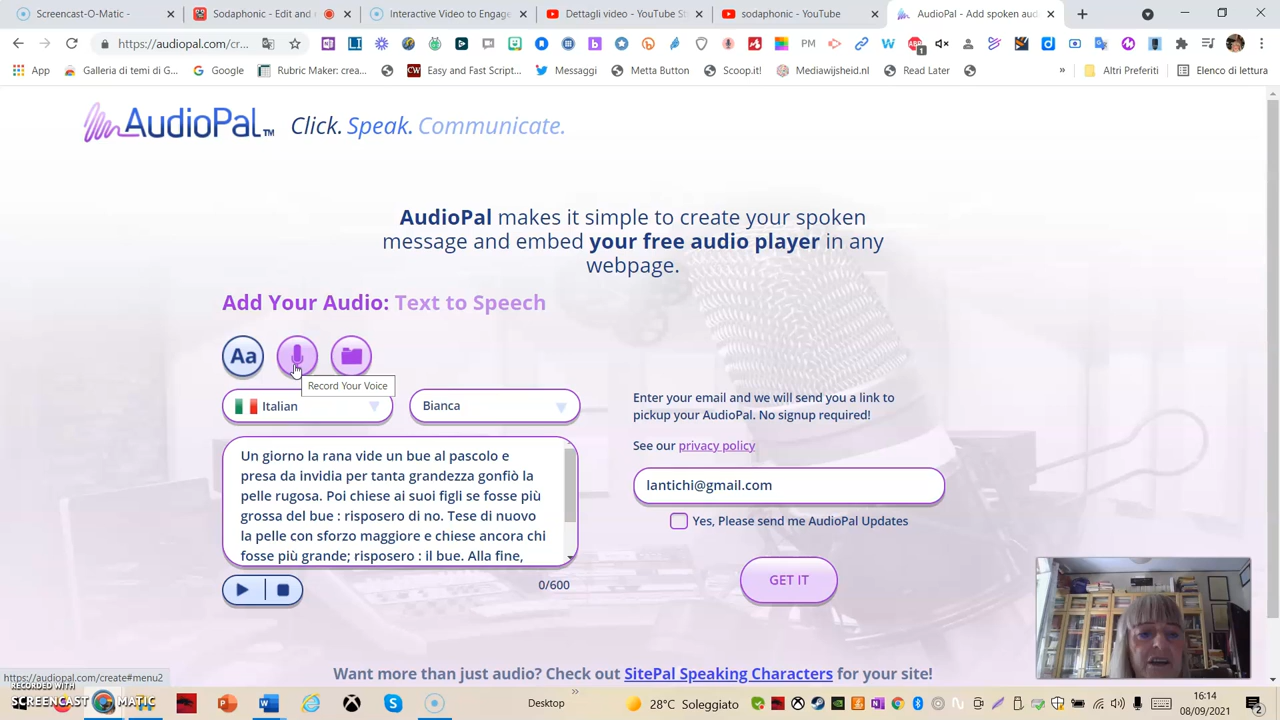 Screencast-O-Matic -
Sodaphonic - Edit and
Interactive Video to Engage
Dettagli video - YouTube St
sodaphonic - YouTube
AudioPal - Add spoken aud
https://audiopal.com/cr...
PM
App
Galleria di temi di G...
Google
Rubric Maker: crea...
Easy and Fast Script...
Messaggi
Metta Button
Scoop.it!
Mediawijsheid.nl
Read Later
»
Altri Preferiti
Elenco di lettura
AudioPal™
Click. Speak. Communicate.
AudioPal makes it simple to create your spoken
message and embed your free audio player in any
webpage.
Add Your Audio: Text to Speech
Aa
Record Your Voice
Italian
Bianca
Un giorno la rana vide un bue al pascolo e
presa da invidia per tanta grandezza gonfiò la
pelle rugosa. Poi chiese ai suoi figli se fosse più
grossa del bue : risposero di no. Tese di nuovo
la pelle con sforzo maggiore e chiese ancora chi
fosse più grande; risposero : il bue. Alla fine,
0/600
Enter your email and we will send you a link to
pickup your AudioPal. No signup required!
See our privacy policy
lantichi@gmail.com
Yes, Please send me AudioPal Updates
GET IT
Want more than just audio? Check out SitePal Speaking Characters for your site!
https://audiopal.com/create#menu2
RECORDED WITH
SCREENCAST MATIC
Desktop
»
28°C Soleggiato
16:14
08/09/2021
2